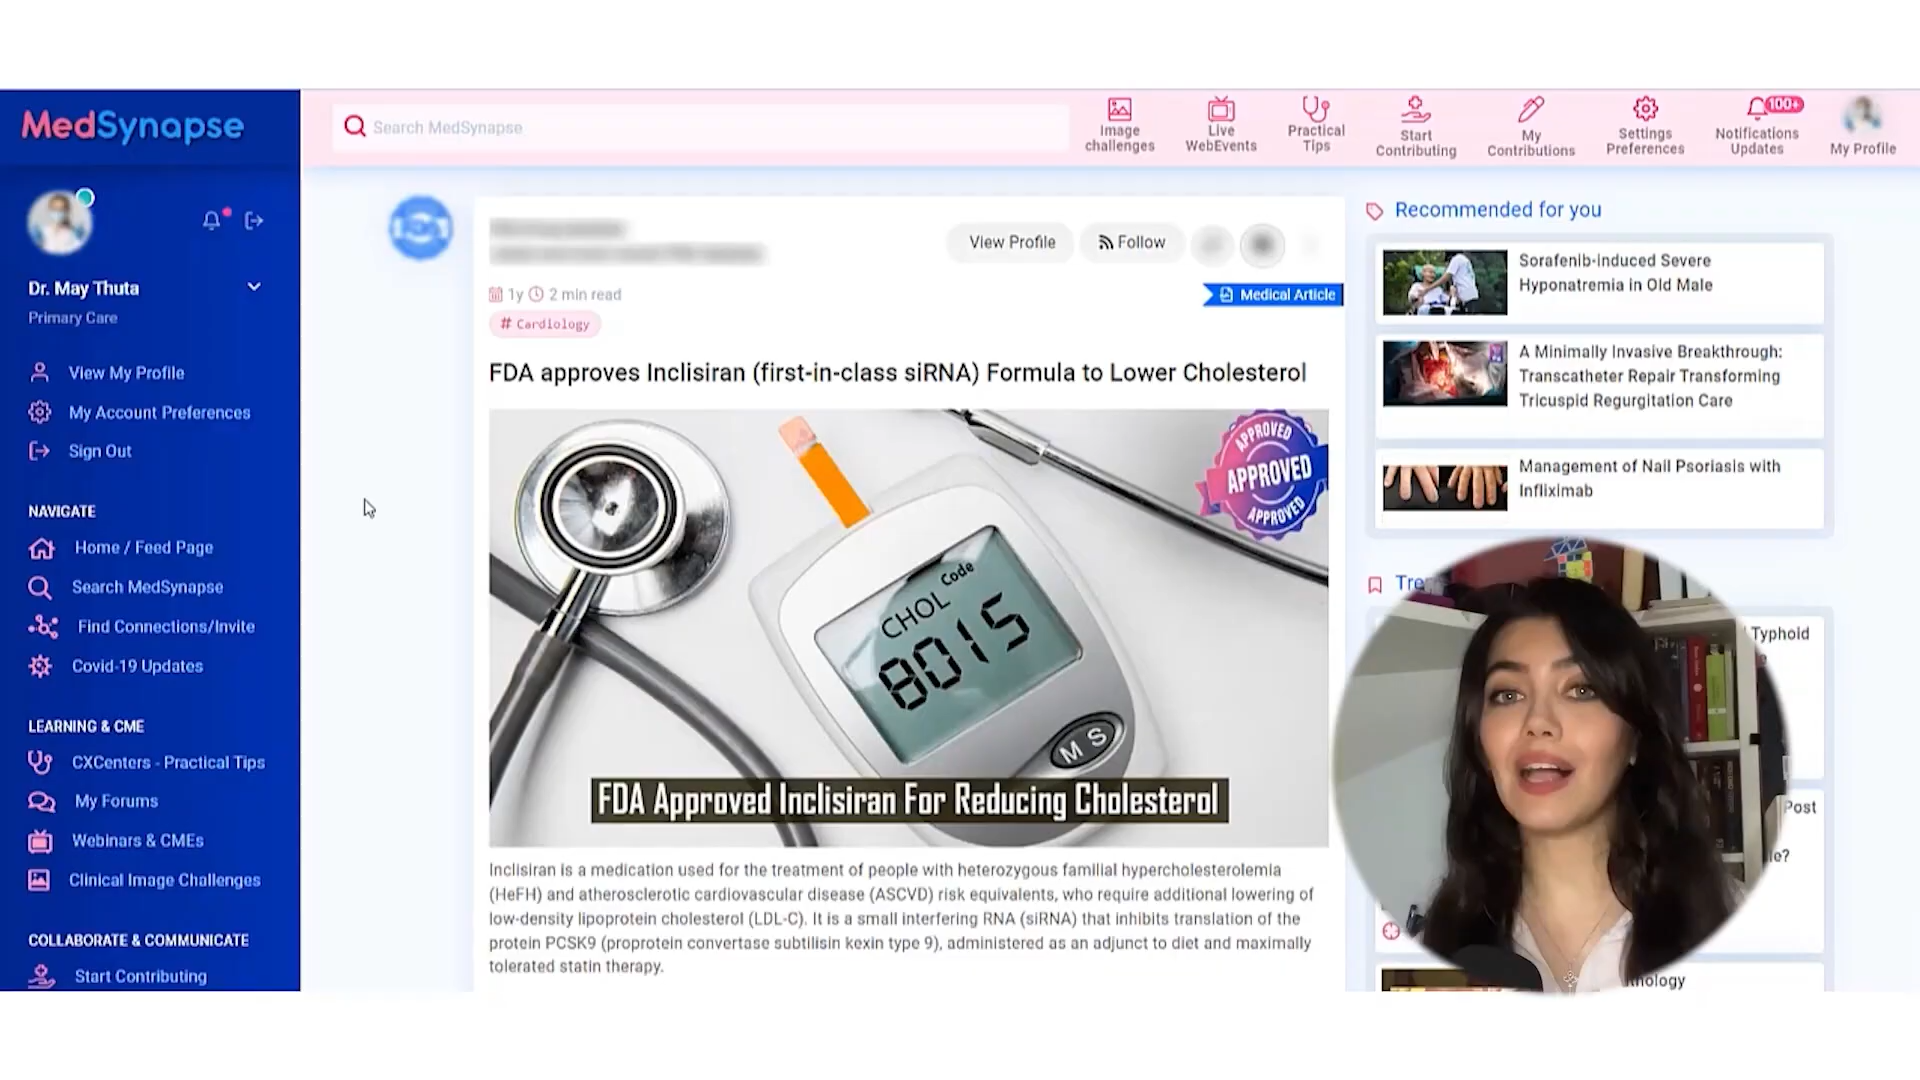 MedSynapse
Search MedSynapse
Image
challenges
Live
WebEvents
Practical
Tips
Start
Contributing
My
Contributions
Settings
Preferences
100+
Notifications
Updates
My Profile
Dr. May Thuta
Primary Care
View My Profile
My Account Preferences
Sign Out
NAVIGATE
Home / Feed Page
Search MedSynapse
Find Connections/Invite
Covid-19 Updates
LEARNING & CME
CXCenters - Practical Tips
My Forums
Webinars & CMEs
Clinical Image Challenges
COLLABORATE & COMMUNICATE
Start Contributing
View Profile
Follow
1y 2 min read
Medical Article
# Cardiology
FDA approves Inclisiran (first-in-class siRNA) Formula to Lower Cholesterol
APPROVED
APPROVED
APPROVED
Code
CHOL
8015
M S
FDA Approved Inclisiran For Reducing Cholesterol
Inclisiran is a medication used for the treatment of people with heterozygous familial hypercholesterolemia
(HeFH) and atherosclerotic cardiovascular disease (ASCVD) risk equivalents, who require additional lowering of
low-density lipoprotein cholesterol (LDL-C). It is a small interfering RNA (siRNA) that inhibits translation of the
protein PCSK9 (proprotein convertase subtilisin kexin type 9), administered as an adjunct to diet and maximally
tolerated statin therapy.
Recommended for you
Sorafenib-induced Severe
Hyponatremia in Old Male
A Minimally Invasive Breakthrough:
Transcatheter Repair Transforming
Tricuspid Regurgitation Care
Management of Nail Psoriasis with
Infliximab
Typhoid
Post